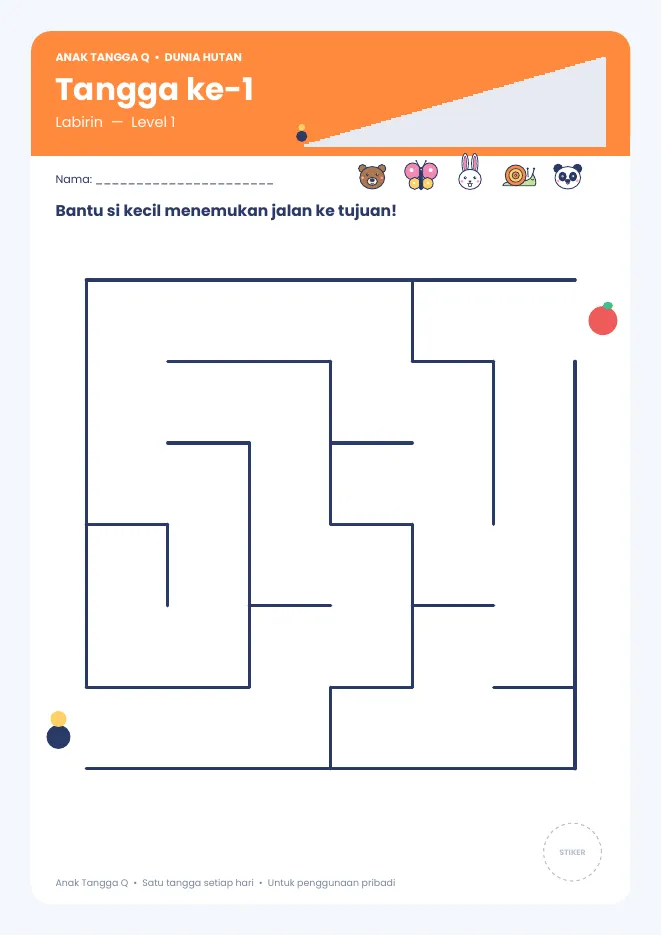 ANAK TANGGA Q • DUNIA HUTAN
Tangga ke-1
Labirin — Level 1
Nama: ______________________
Bantu si kecil menemukan jalan ke tujuan!
STIKER
Anak Tangga Q • Satu tangga setiap hari • Untuk penggunaan pribadi